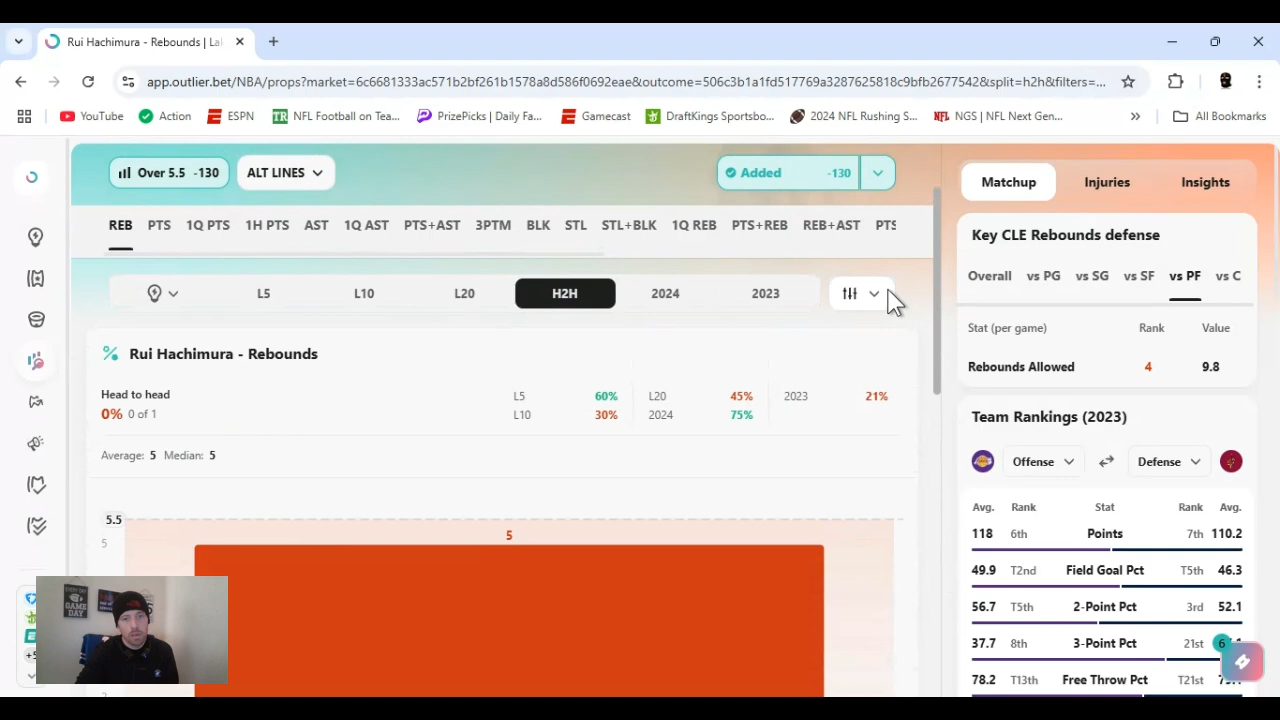 Rui Hachimura - Rebounds | La
app.outlier.bet/NBA/props?market=6c6681333ac571b2bf261b1578a8d586f0692eae&outcome=506c3b1a1fd517769a3287625818c9bfb2677542&split=h2h&filters=...
YouTube Action ESPN NFL Football on Tea... PrizePicks | Daily Fa... Gamecast DraftKings Sportsbo... 2024 NFL Rushing S... NGS | NFL Next Gen... » All Bookmarks
Over 5.5 -130 ALT LINES Added -130
REB PTS 1Q PTS 1H PTS AST 1Q AST PTS+AST 3PTM BLK STL STL+BLK 1Q REB PTS+REB REB+AST PTS
L5 L10 L20 H2H 2024 2023
Rui Hachimura - Rebounds
Head to head
0% 0 of 1
L5 60% L20 45% 2023 21%
L10 30% 2024 75%
Average: 5 Median: 5
5.5
5
5
GAME DAY
Matchup Injuries Insights
Key CLE Rebounds defense
Overall vs PG vs SG vs SF vs PF vs C
Stat (per game) Rank Value
Rebounds Allowed 4 9.8
Team Rankings (2023)
Offense Defense
Avg. Rank Stat Rank Avg.
118 6th Points 7th 110.2
49.9 T2nd Field Goal Pct T5th 46.3
56.7 T5th 2-Point Pct 3rd 52.1
37.7 8th 3-Point Pct 21st
78.2 T13th Free Throw Pct T21st